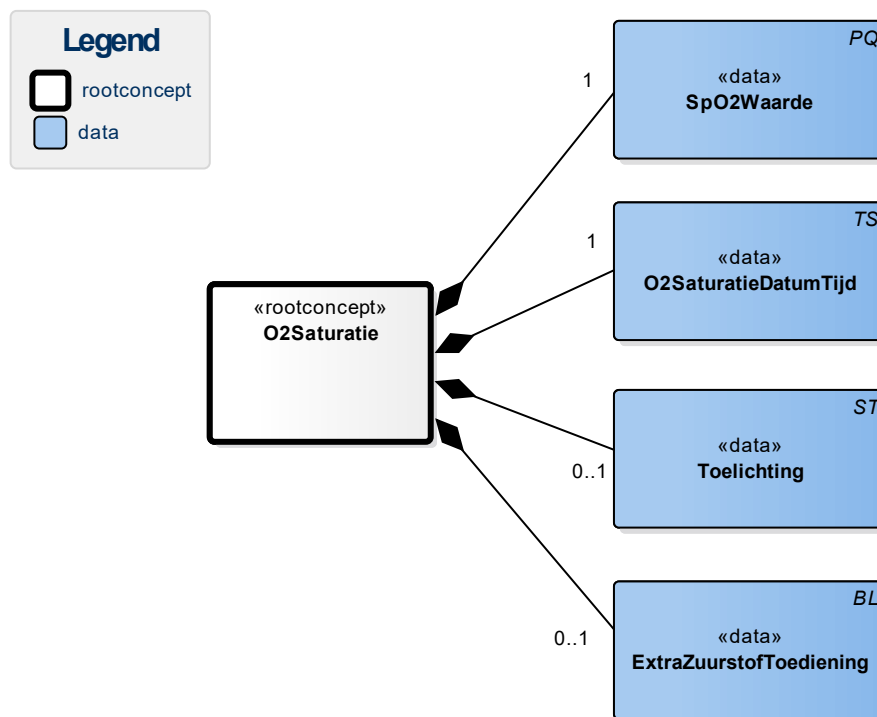 Legend
rootconcept
data
PQ
«data»
SpO2Waarde
1
TS
«data»
O2SaturatieDatumTijd
1
«rootconcept»
O2Saturatie
ST
«data»
Toelichting
0..1
BL
«data»
ExtraZuurstofToediening
0..1